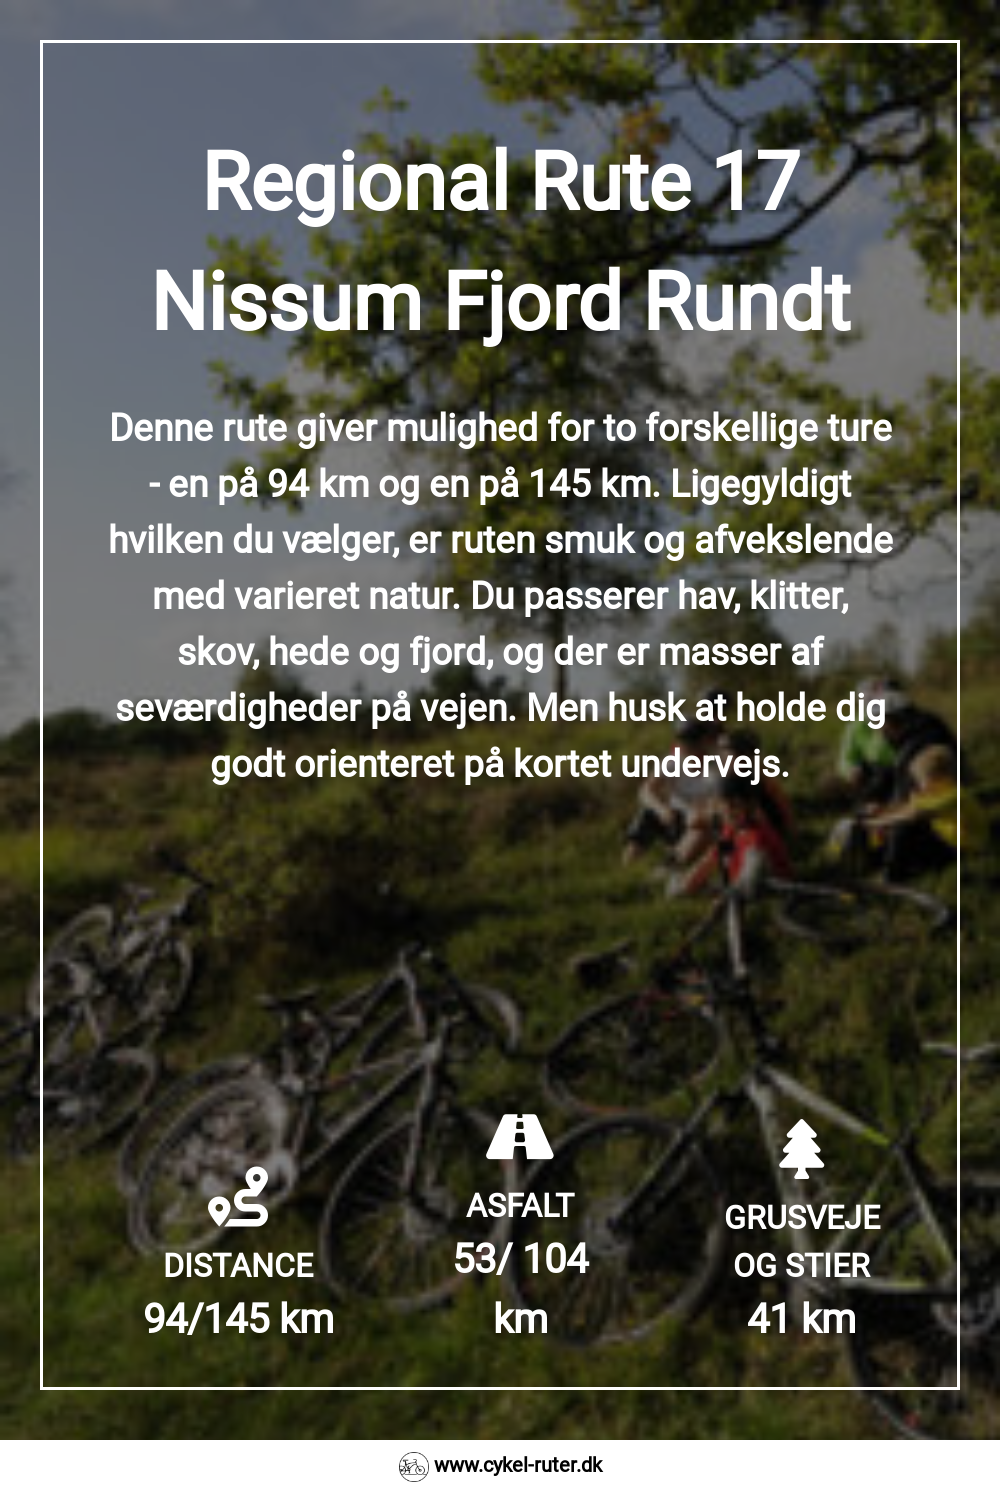 Regional Rute 17
Nissum Fjord Rundt
Denne rute giver mulighed for to forskellige ture
- en på 94 km og en på 145 km. Ligegyldigt
hvilken du vælger, er ruten smuk og afvekslende
med varieret natur. Du passerer hav, klitter,
skov, hede og fjord, og der er masser af
seværdigheder på vejen. Men husk at holde dig
godt orienteret på kortet undervejs.
DISTANCE
94/145 km
ASFALT
53/ 104
km
GRUSVEJE
OG STIER
41 km
www.cykel-ruter.dk